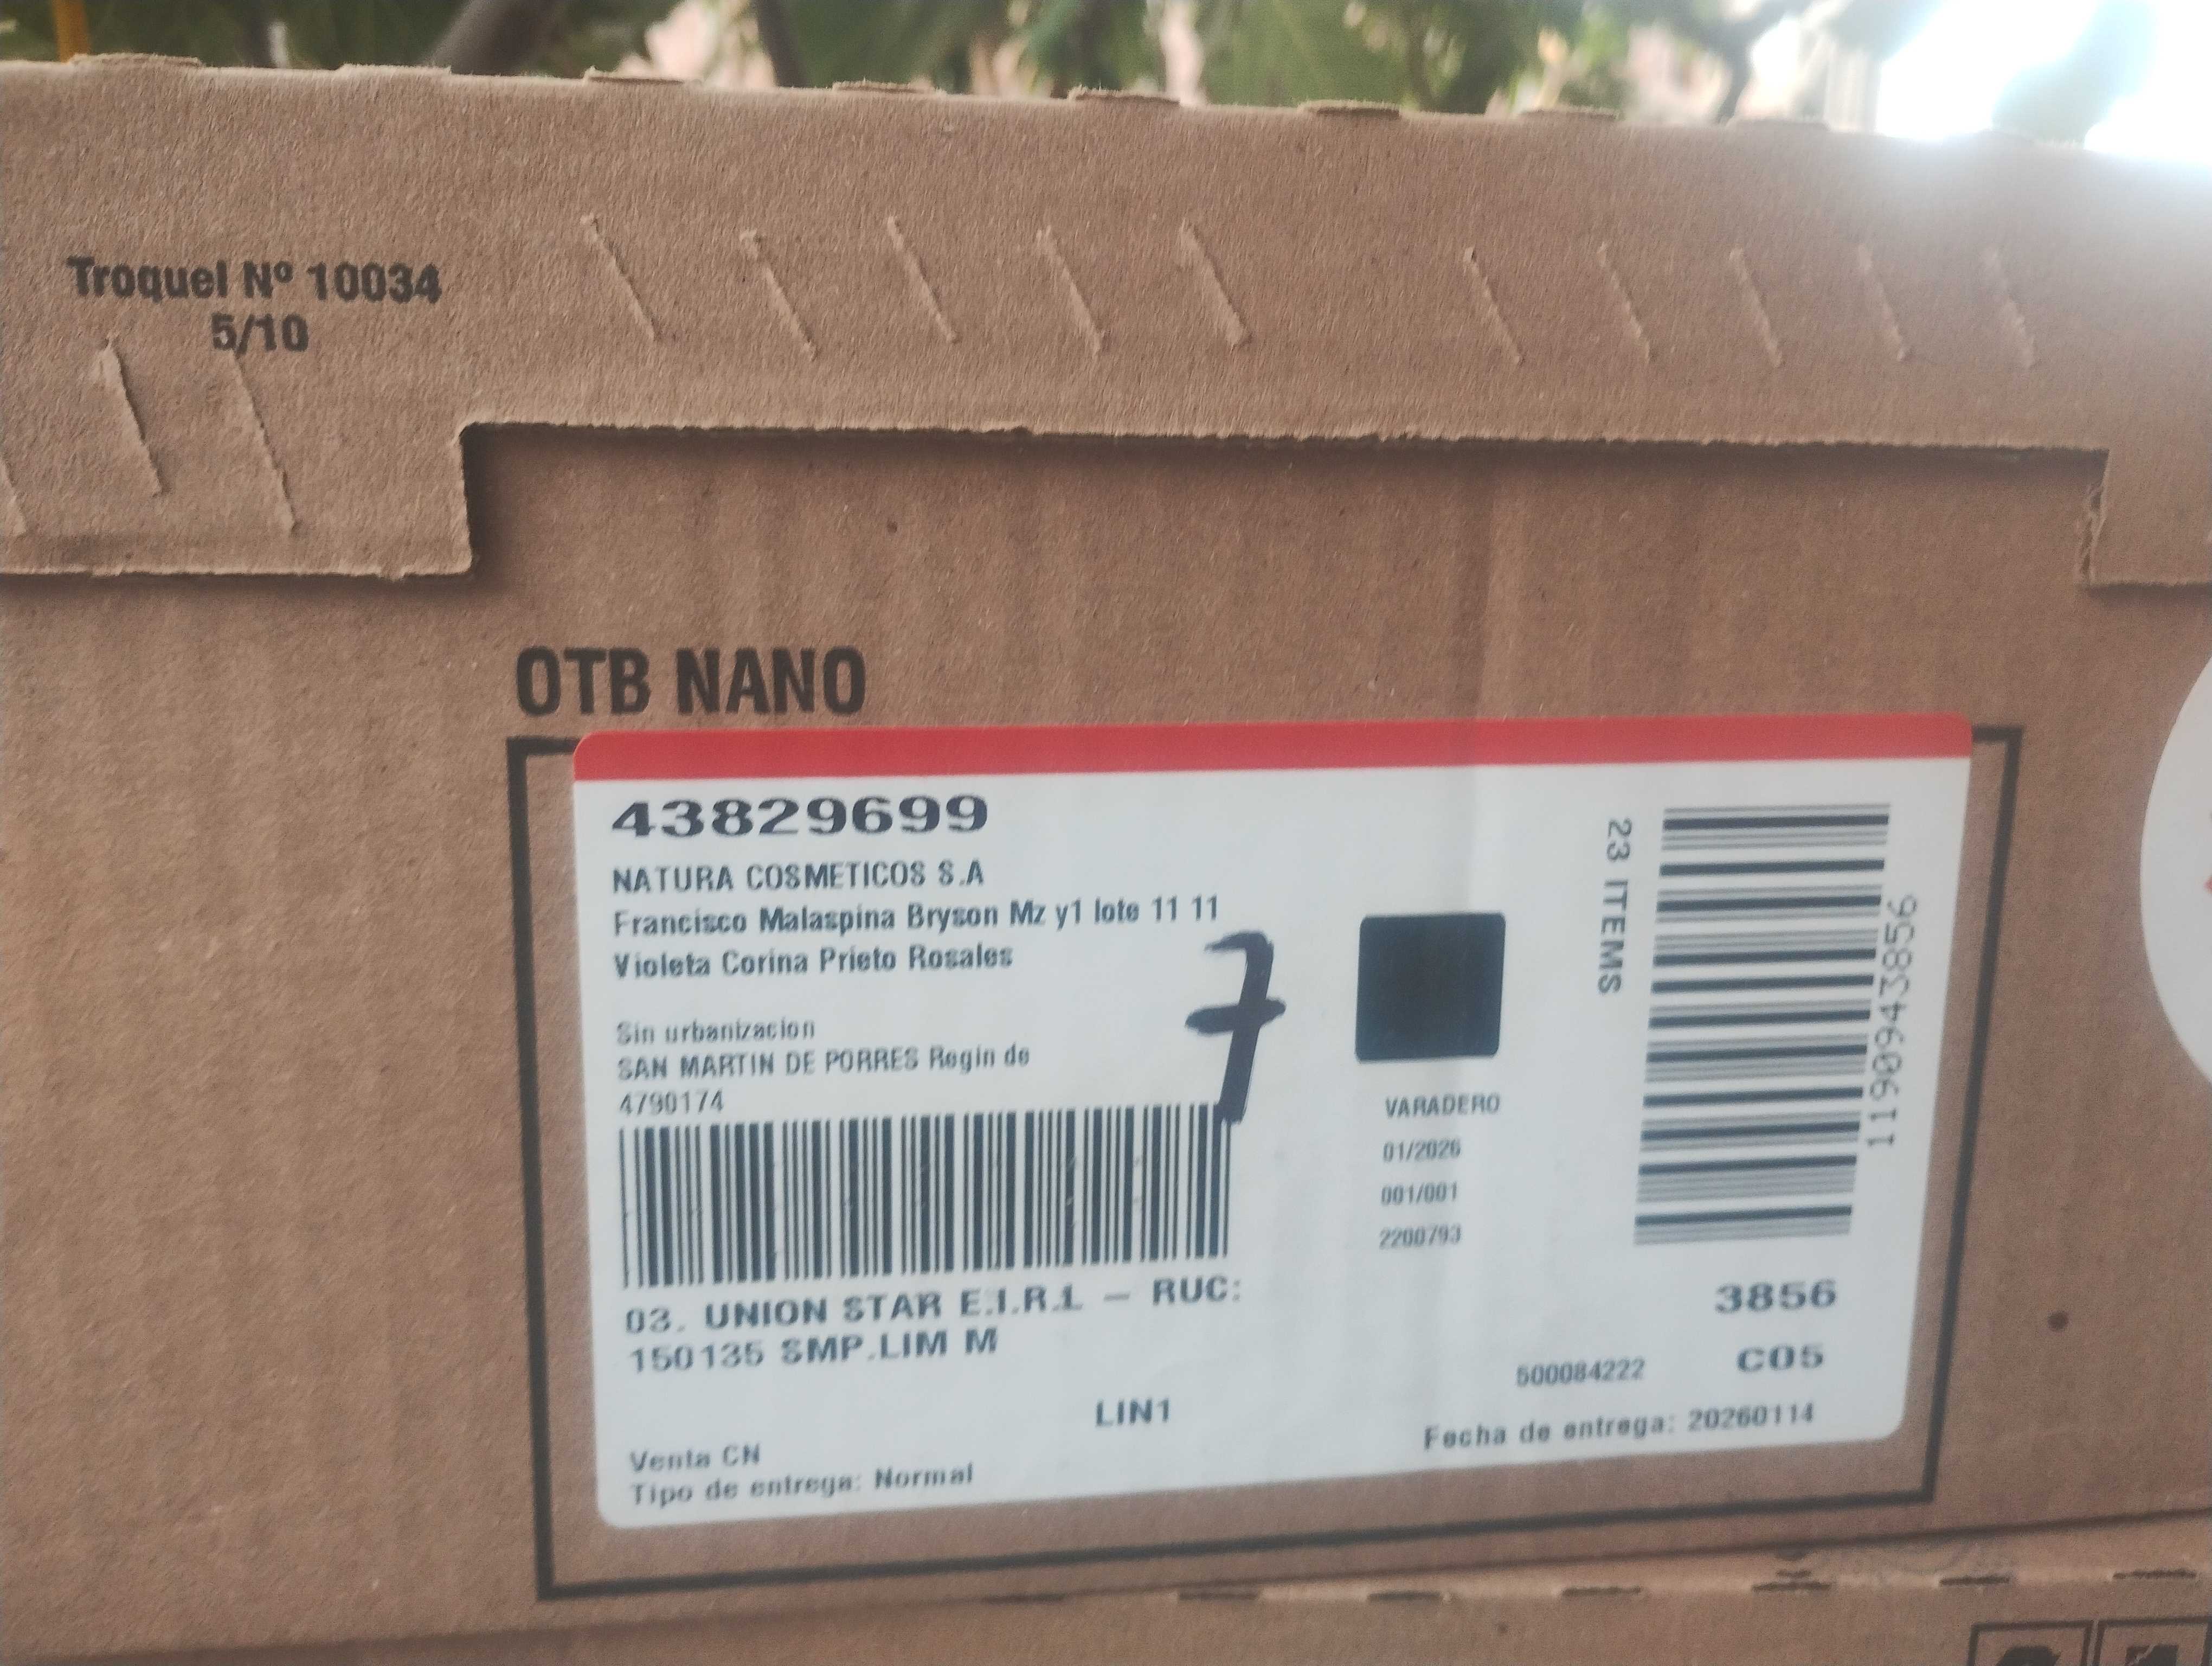 Troquel Nº 10034
5/10
OTB NANO
43829699
NATURA COSMETICOS S.A
Francisco Malaspina Bryson Mz y1 lote 11 11
Violeta Corina Prieto Rosales
7
Sin urbanizacion
SAN MARTIN DE PORRES Regin de
4790174
03. UNION STAR E.I.R.L – RUC:
150135 SMP.LIM M
LIN1
Venta CN
Tipo de entrega: Normal
VARADERO
01/2026
001/001
2200793
23 ITEMS
1190943856
3856
C05
500084222
Fecha de entrega: 20260114